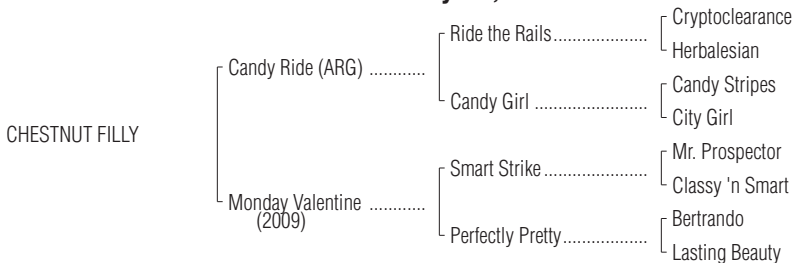 Cryptoclearance
Ride the Rails....................
Herbalesian
Candy Ride (ARG) ............
Candy Stripes
Candy Girl ........................
City Girl
CHESTNUT FILLY
Mr. Prospector
Smart Strike......................
Classy 'n Smart
Monday Valentine ............
(2009)
Bertrando
Perfectly Pretty..................
Lasting Beauty